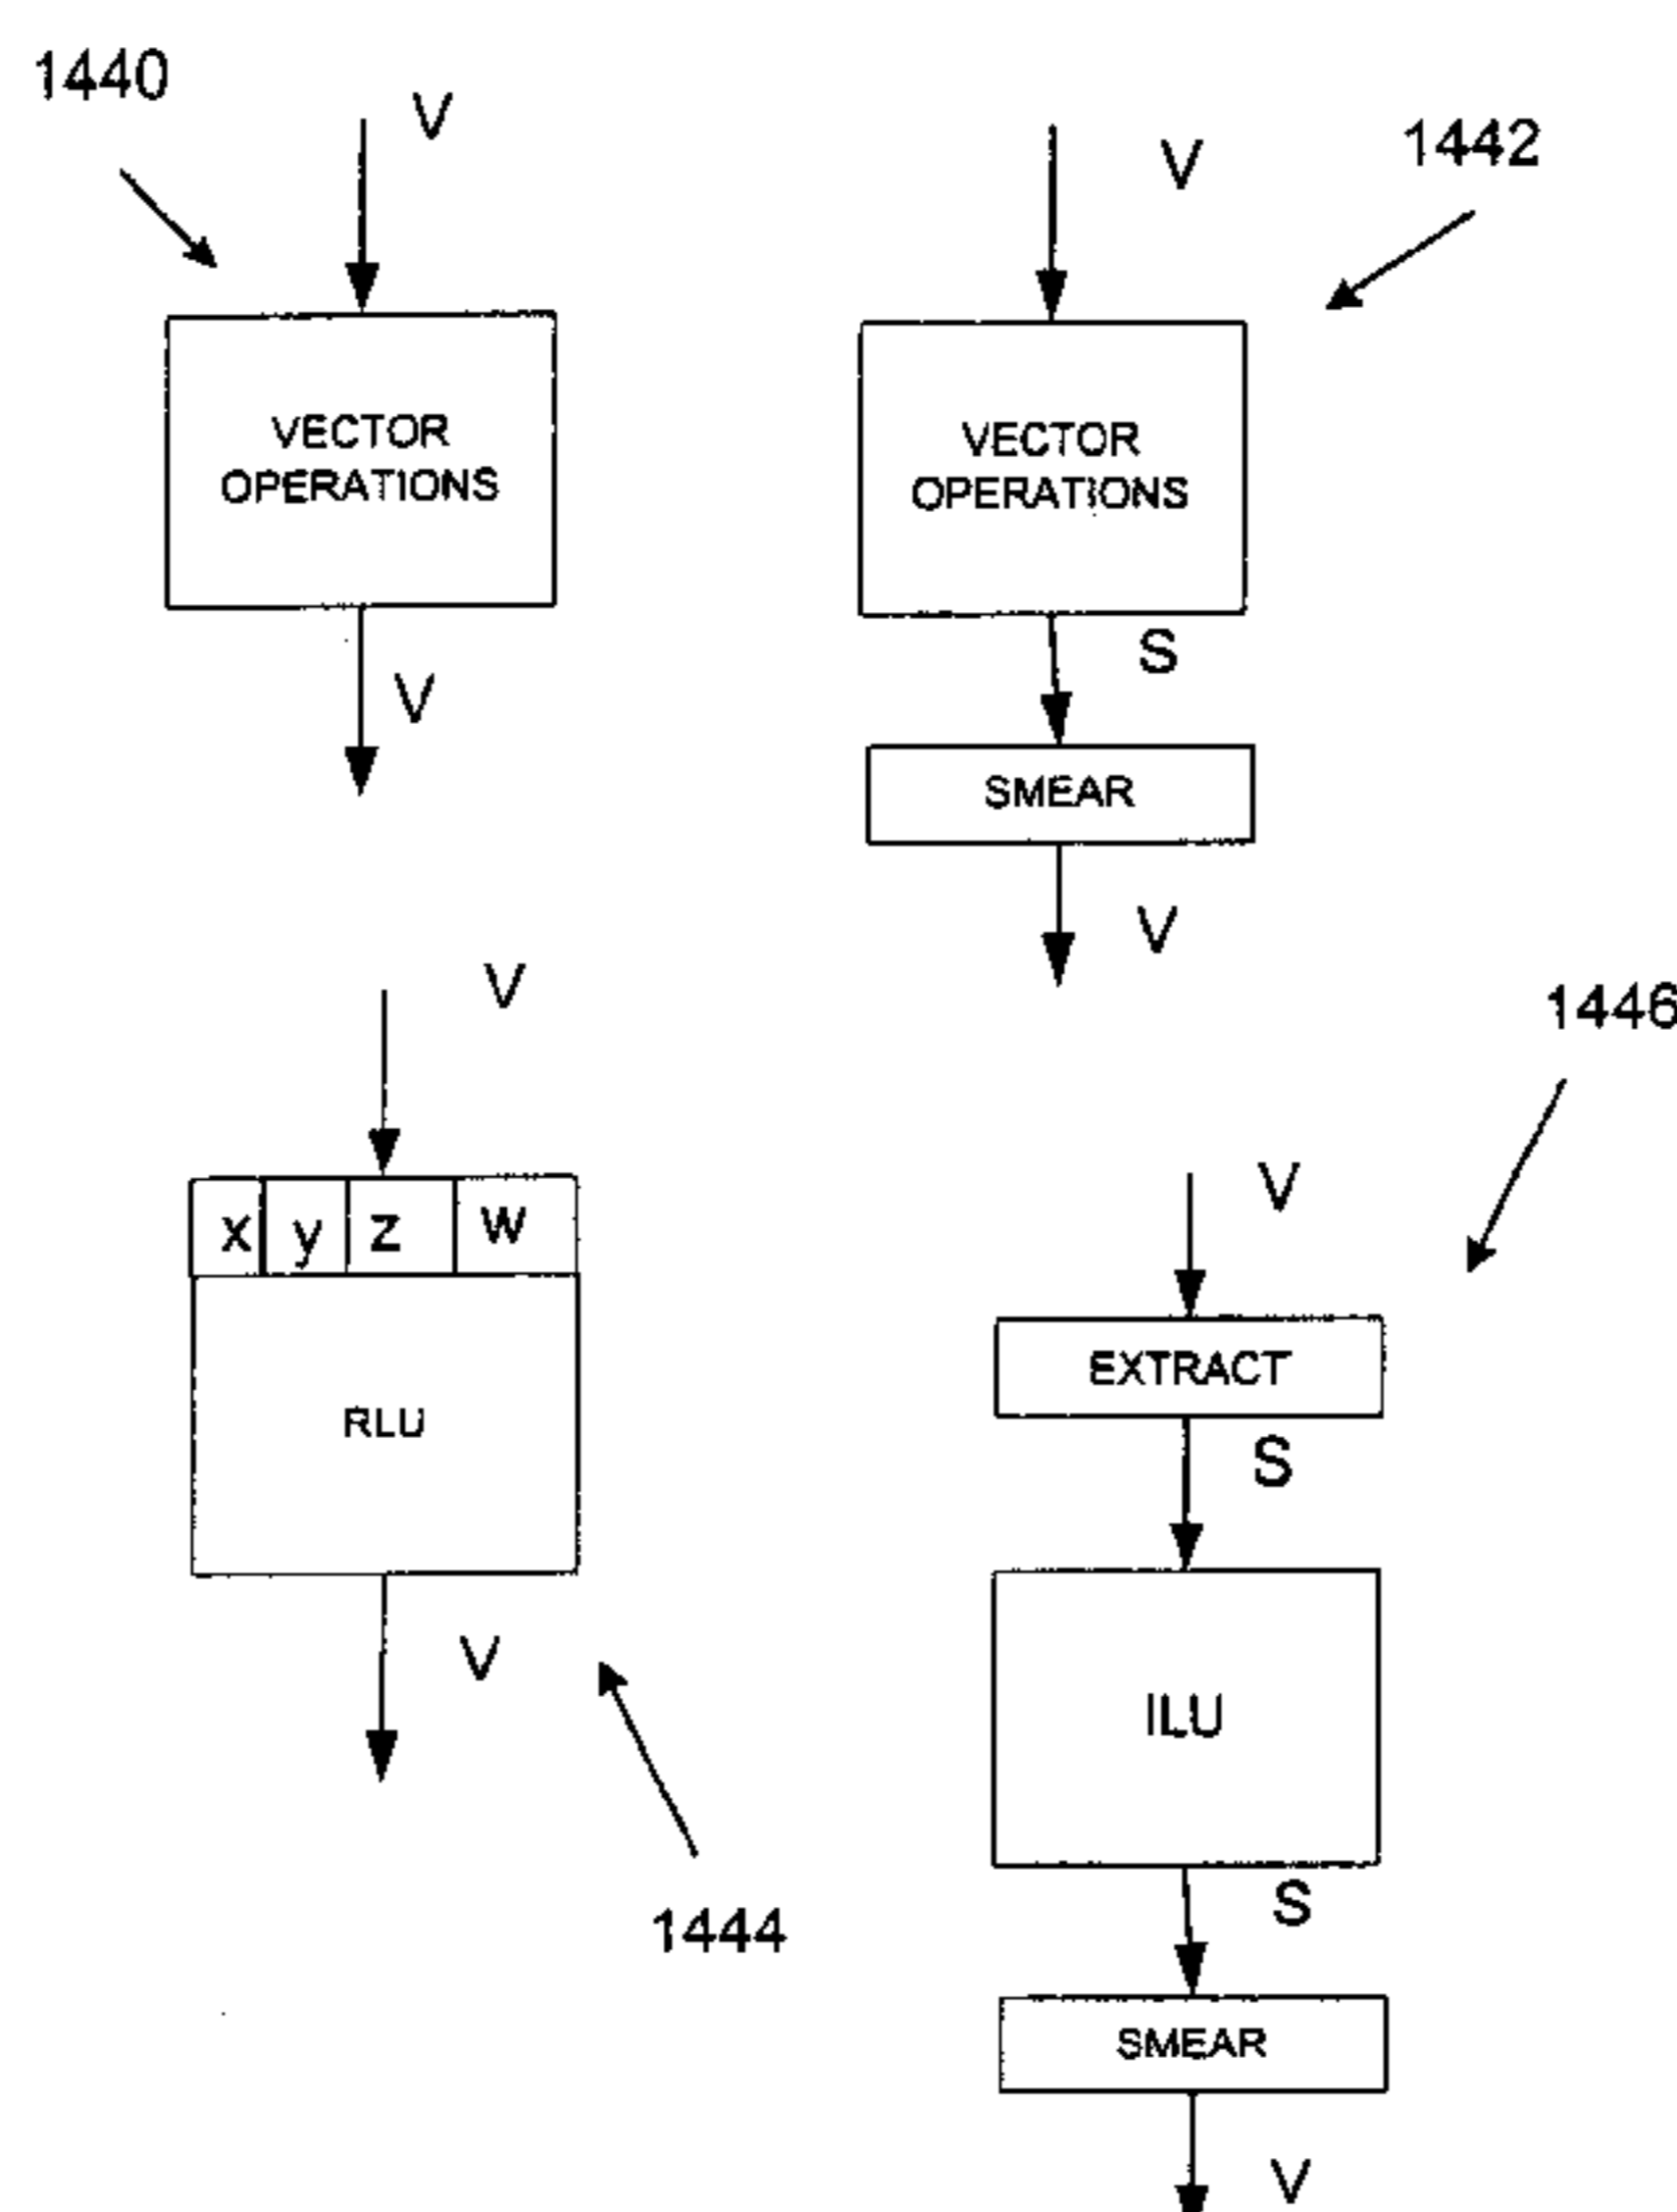 1440
V
VECTOR
OPERATIONS
V
1442
V
VECTOR
OPERATIONS
S
SMEAR
V
V
x y z w
RLU
V
1444
1446
V
EXTRACT
S
ILU
S
SMEAR
V